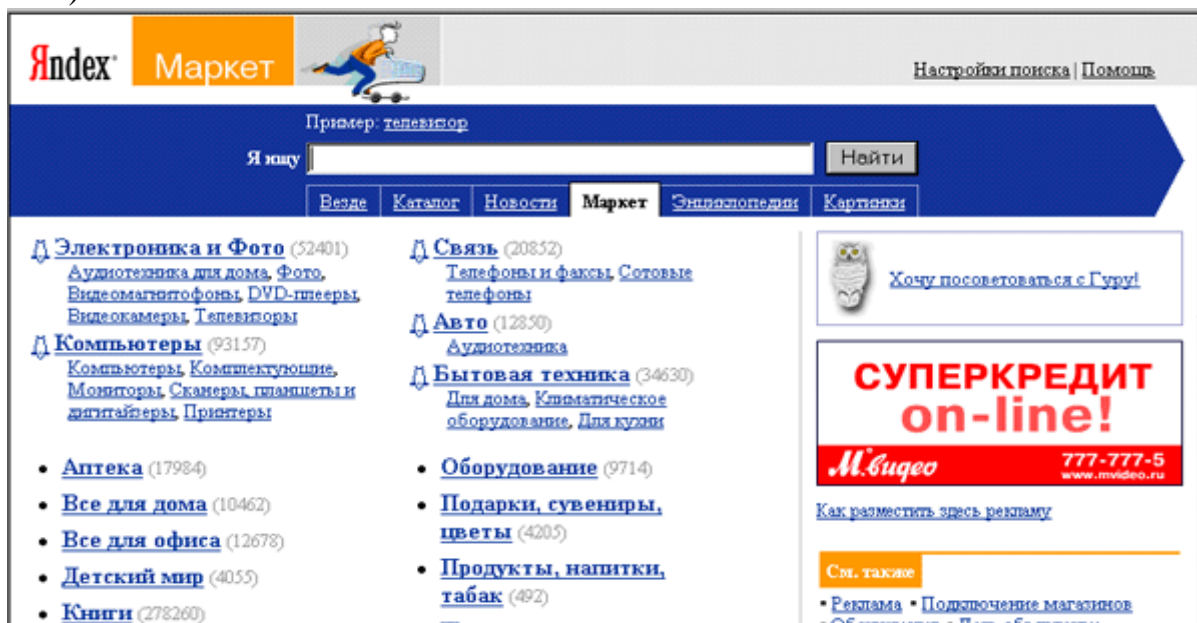 Яndex
Маркет
Настройки поиска | Помощь
Пример: телевизор
Я ищу
Найти
Везде Каталог Новости Маркет Энциклопедии Картинки
Электроника и Фото (52401)
Аудиотехника для дома, Фото,
Видеомагнитофоны, DVD-плееры,
Видеокамеры, Телевизоры
Компьютеры (93157)
Компьютеры, Комплектующие,
Мониторы, Сканеры, планшеты и
дигитайзеры, Принтеры
Связь (20852)
Телефоны и факсы, Сотовые
телефоны
Авто (12850)
Аудиотехника
Бытовая техника (34630)
Для дома, Климатическое
оборудование, Для кухни
• Аптека (17984)
• Все для дома (10462)
• Все для офиса (12678)
• Детский мир (4055)
• Книги (278260)
• Оборудование (9714)
• Подарки, сувениры,
цветы (4205)
• Продукты, напитки,
табак (492)
Хочу посоветоваться с Гуру!
СУПЕРКРЕДИТ
on-line!
М.видео
777-777-5
www.mvideo.ru
Как разместить здесь рекламу
См. также
• Реклама • Подключение магазинов